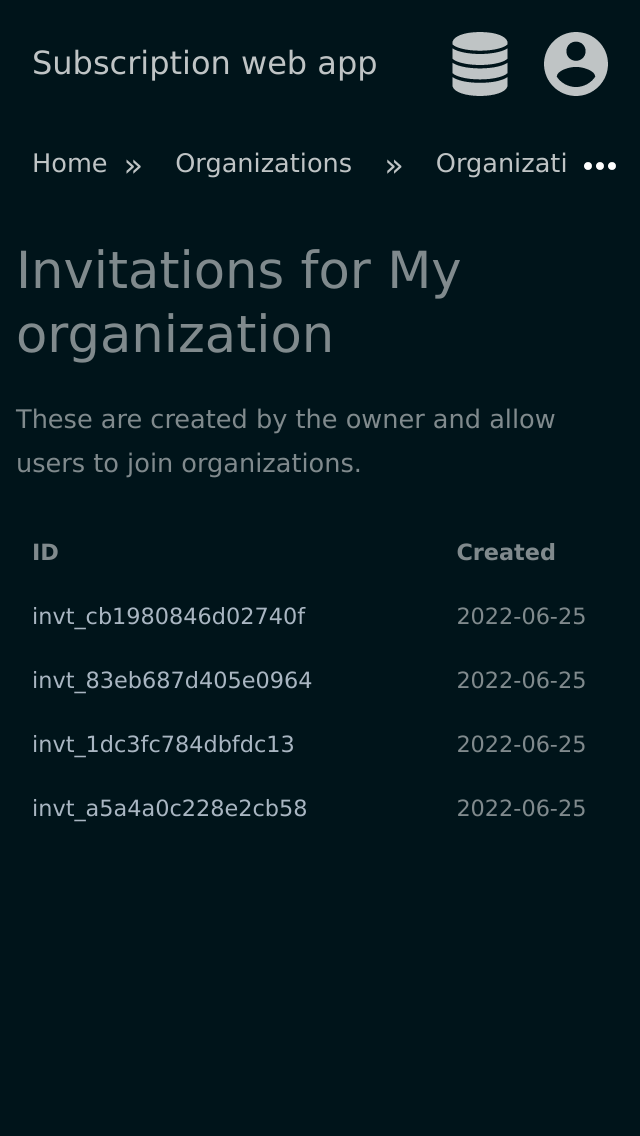 Subscription web app
Home » Organizations » Organizati •••
Invitations for My
organization
These are created by the owner and allow
users to join organizations.
ID Created
invt_cb1980846d02740f 2022-06-25
invt_83eb687d405e0964 2022-06-25
invt_1dc3fc784dbfdc13 2022-06-25
invt_a5a4a0c228e2cb58 2022-06-25